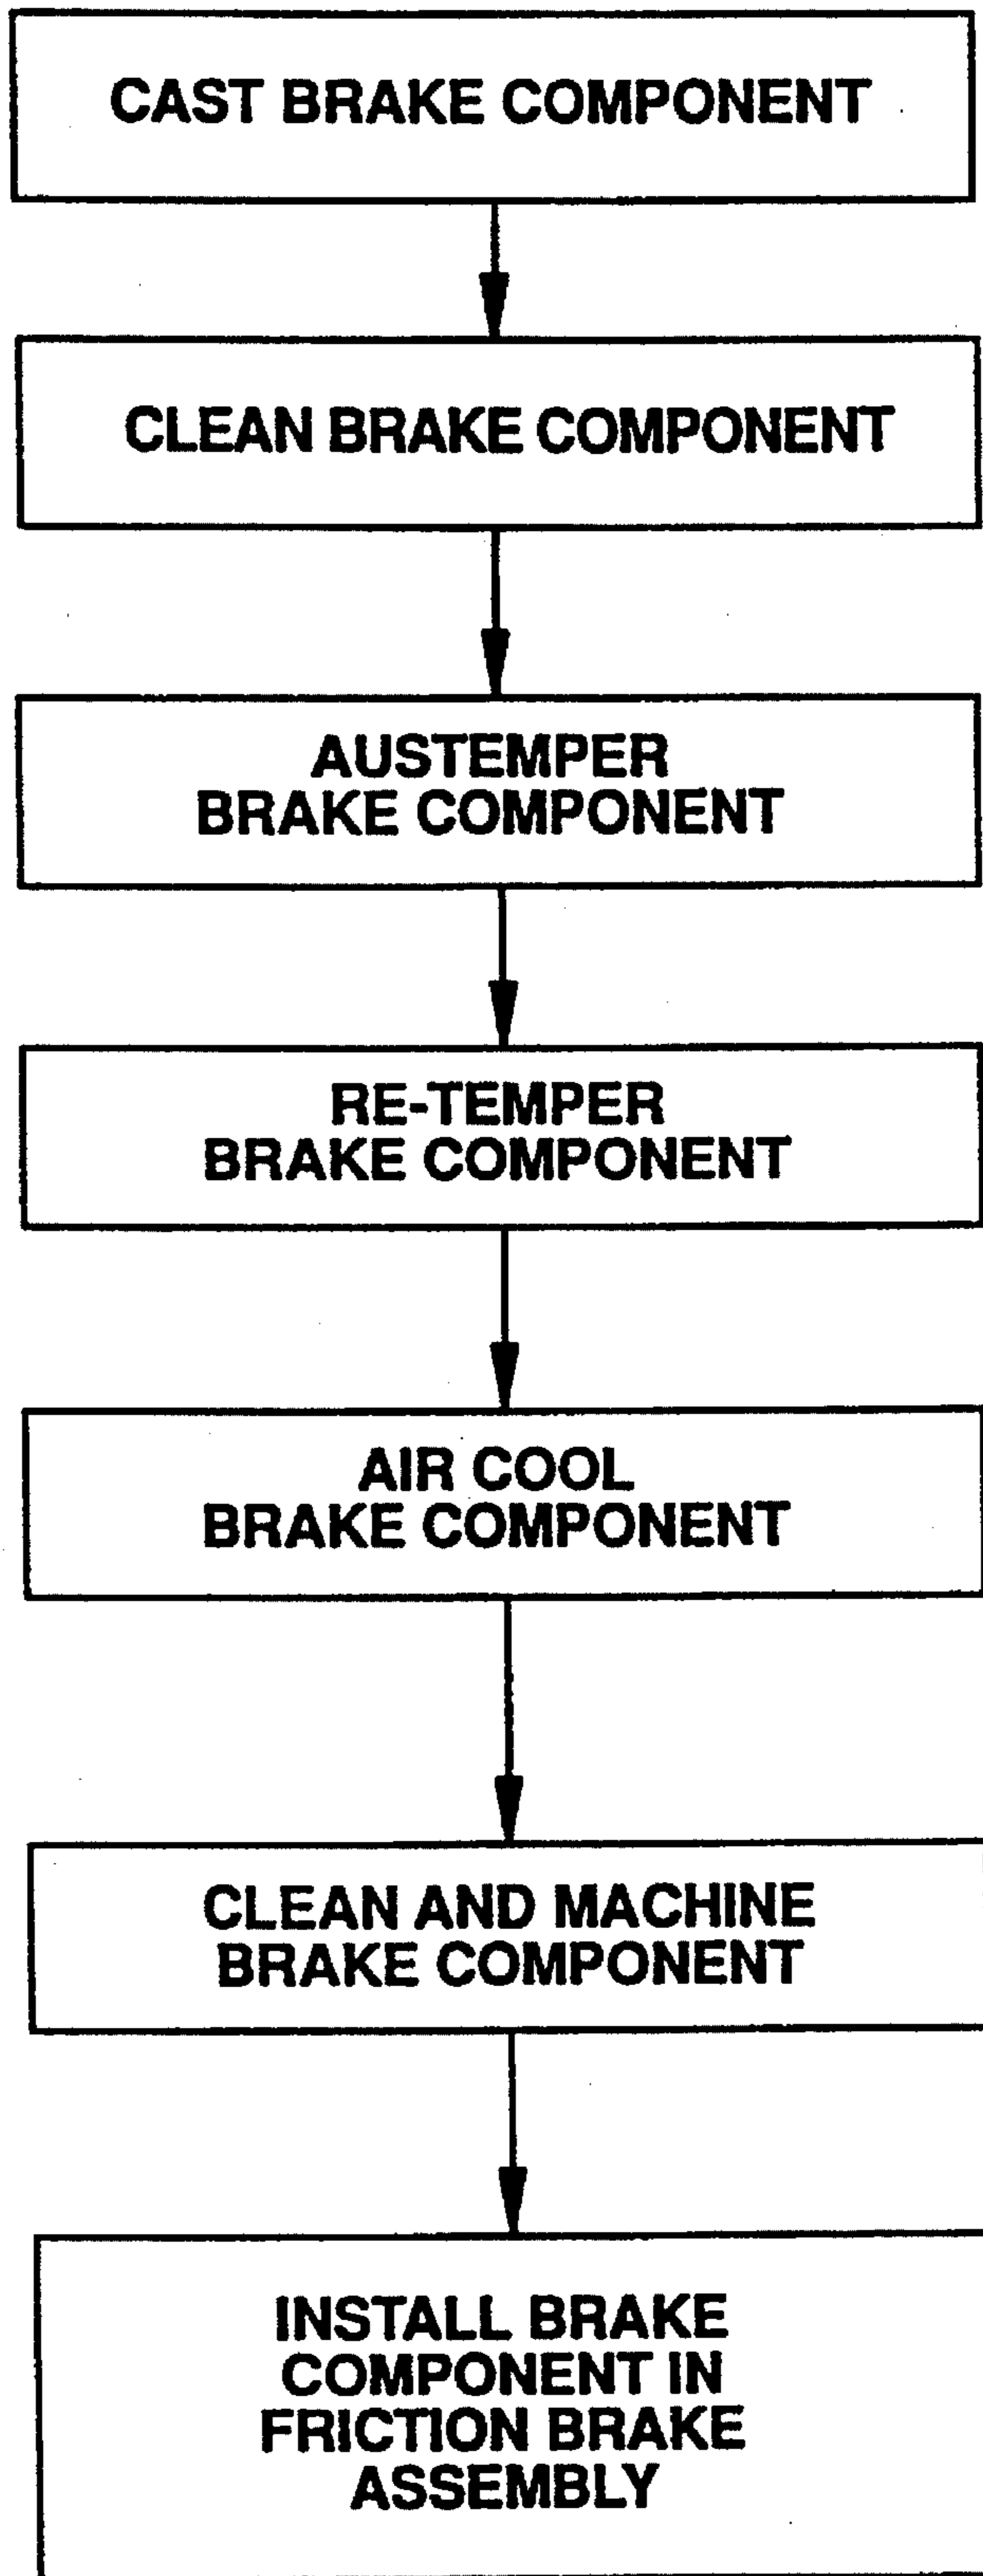 CAST BRAKE COMPONENT
CLEAN BRAKE COMPONENT
AUSTEMPER
BRAKE COMPONENT
RE-TEMPER
BRAKE COMPONENT
AIR COOL
BRAKE COMPONENT
CLEAN AND MACHINE
BRAKE COMPONENT
INSTALL BRAKE
COMPONENT IN
FRICTION BRAKE
ASSEMBLY